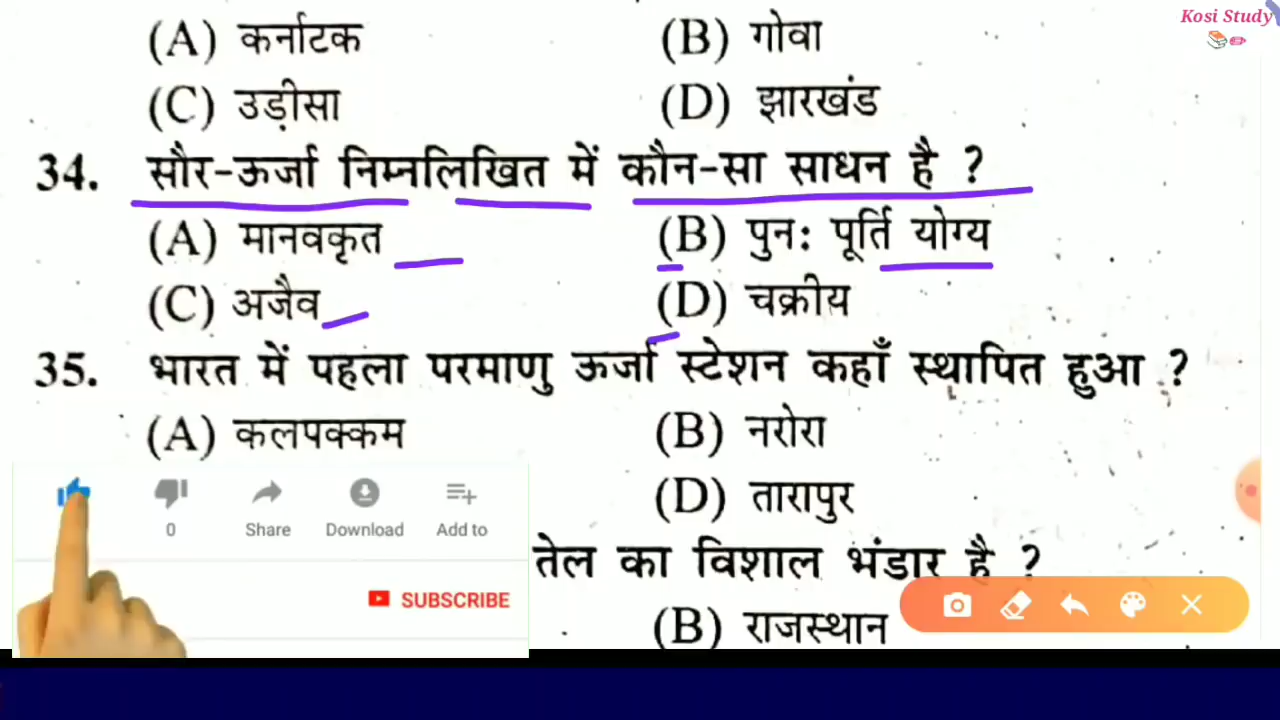 Kosi Study
(A) कर्नाटक (B) गोवा
(C) उड़ीसा (D) झारखंड
34. सौर-ऊर्जा निम्नलिखित में कौन-सा साधन है ?
(A) मानवकृत (B) पुनः पूर्ति योग्य
(C) अजैव (D) चक्रीय
35. भारत में पहला परमाणु ऊर्जा स्टेशन कहाँ स्थापित हुआ ?
(A) कलपक्कम (B) नरोरा
(D) तारापुर
0 Share Download Add to
तेल का विशाल भंडार है ?
SUBSCRIBE
(B) राजस्थान